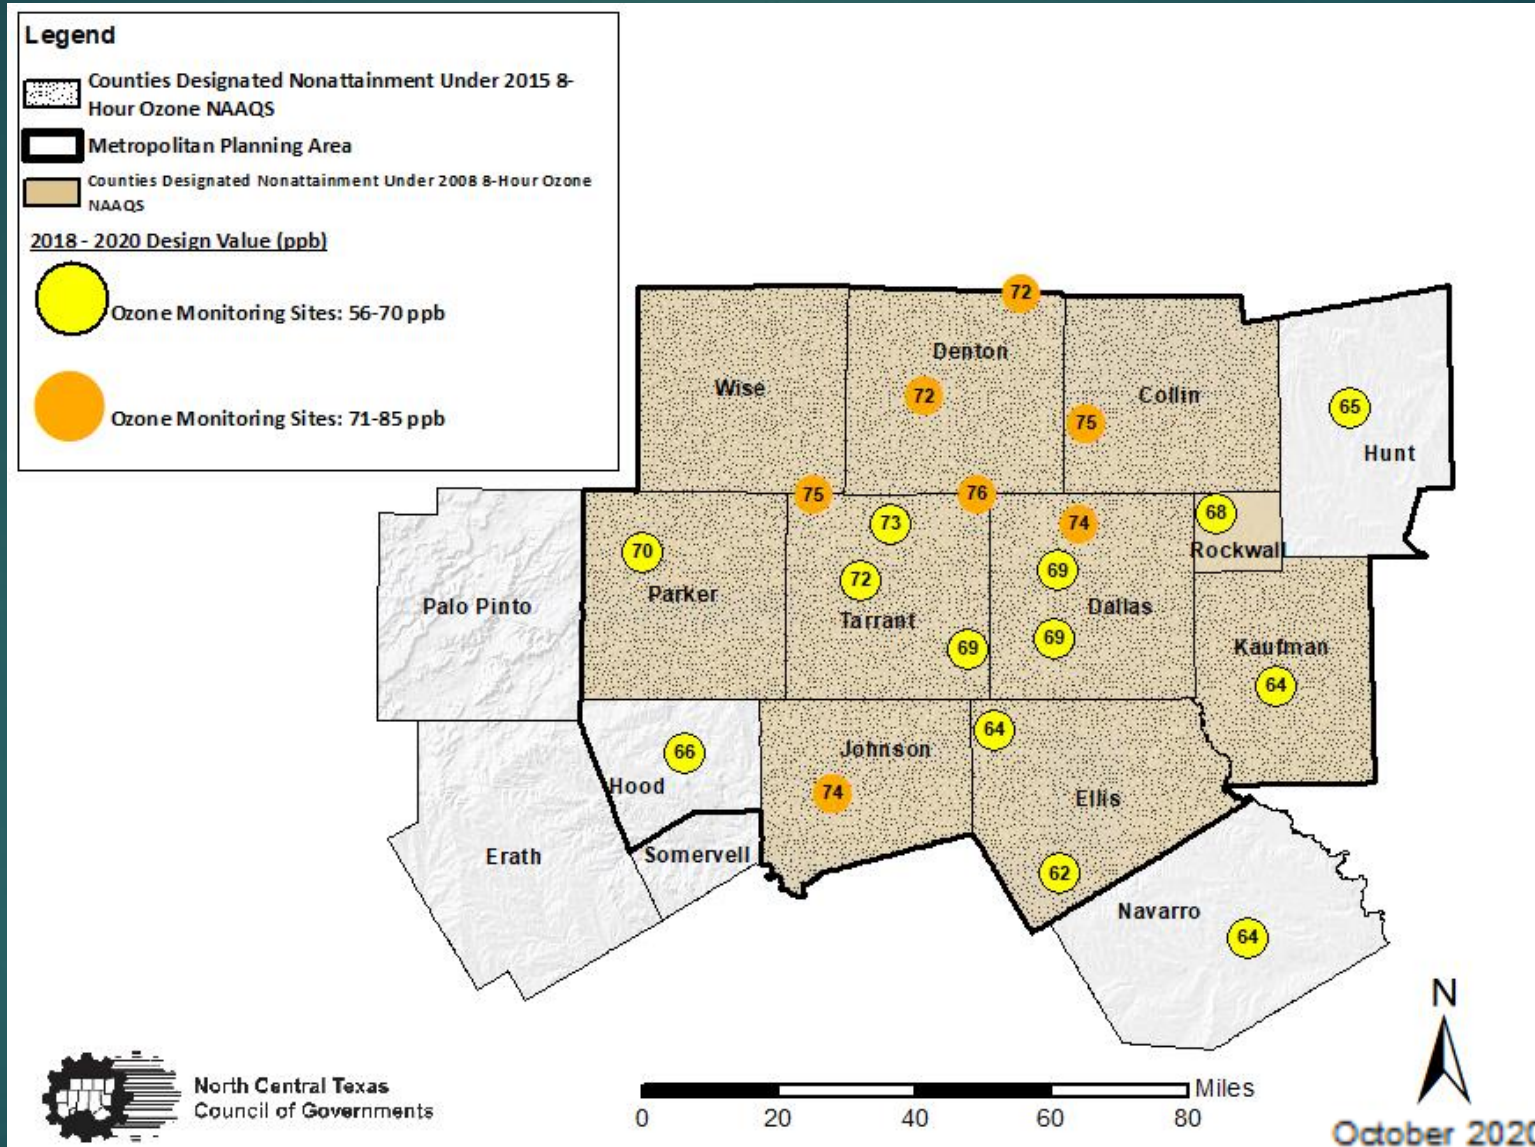 Legend
Counties Designated Nonattainment Under 2015 8-
Hour Ozone NAAQS
Metropolitan Planning Area
Counties Designated Nonattainment Under 2008 8-Hour Ozone
NAAQS
2018 - 2020 Design Value (ppb)
Ozone Monitoring Sites: 56-70 ppb
Ozone Monitoring Sites: 71-85 ppb
72
Denton
Wise
72
Collin
75
65
Hunt
75
76
73
74
68
Rockwall
70
Parker
72
Tarrant
69
69
Dallas
69
Palo Pinto
Kaufman
64
66
Hood
Johnson
74
64
Ellis
62
Erath
Somervell
Navarro
64
N
North Central Texas
Council of Governments
Miles
0 20 40 60 80
October 2020